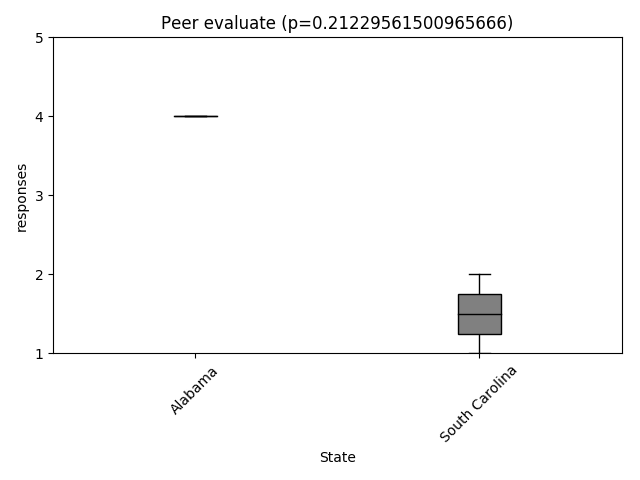 Peer evaluate (p=0.21229561500965666)
5
4
3
2
1
responses
Alabama
South Carolina
State